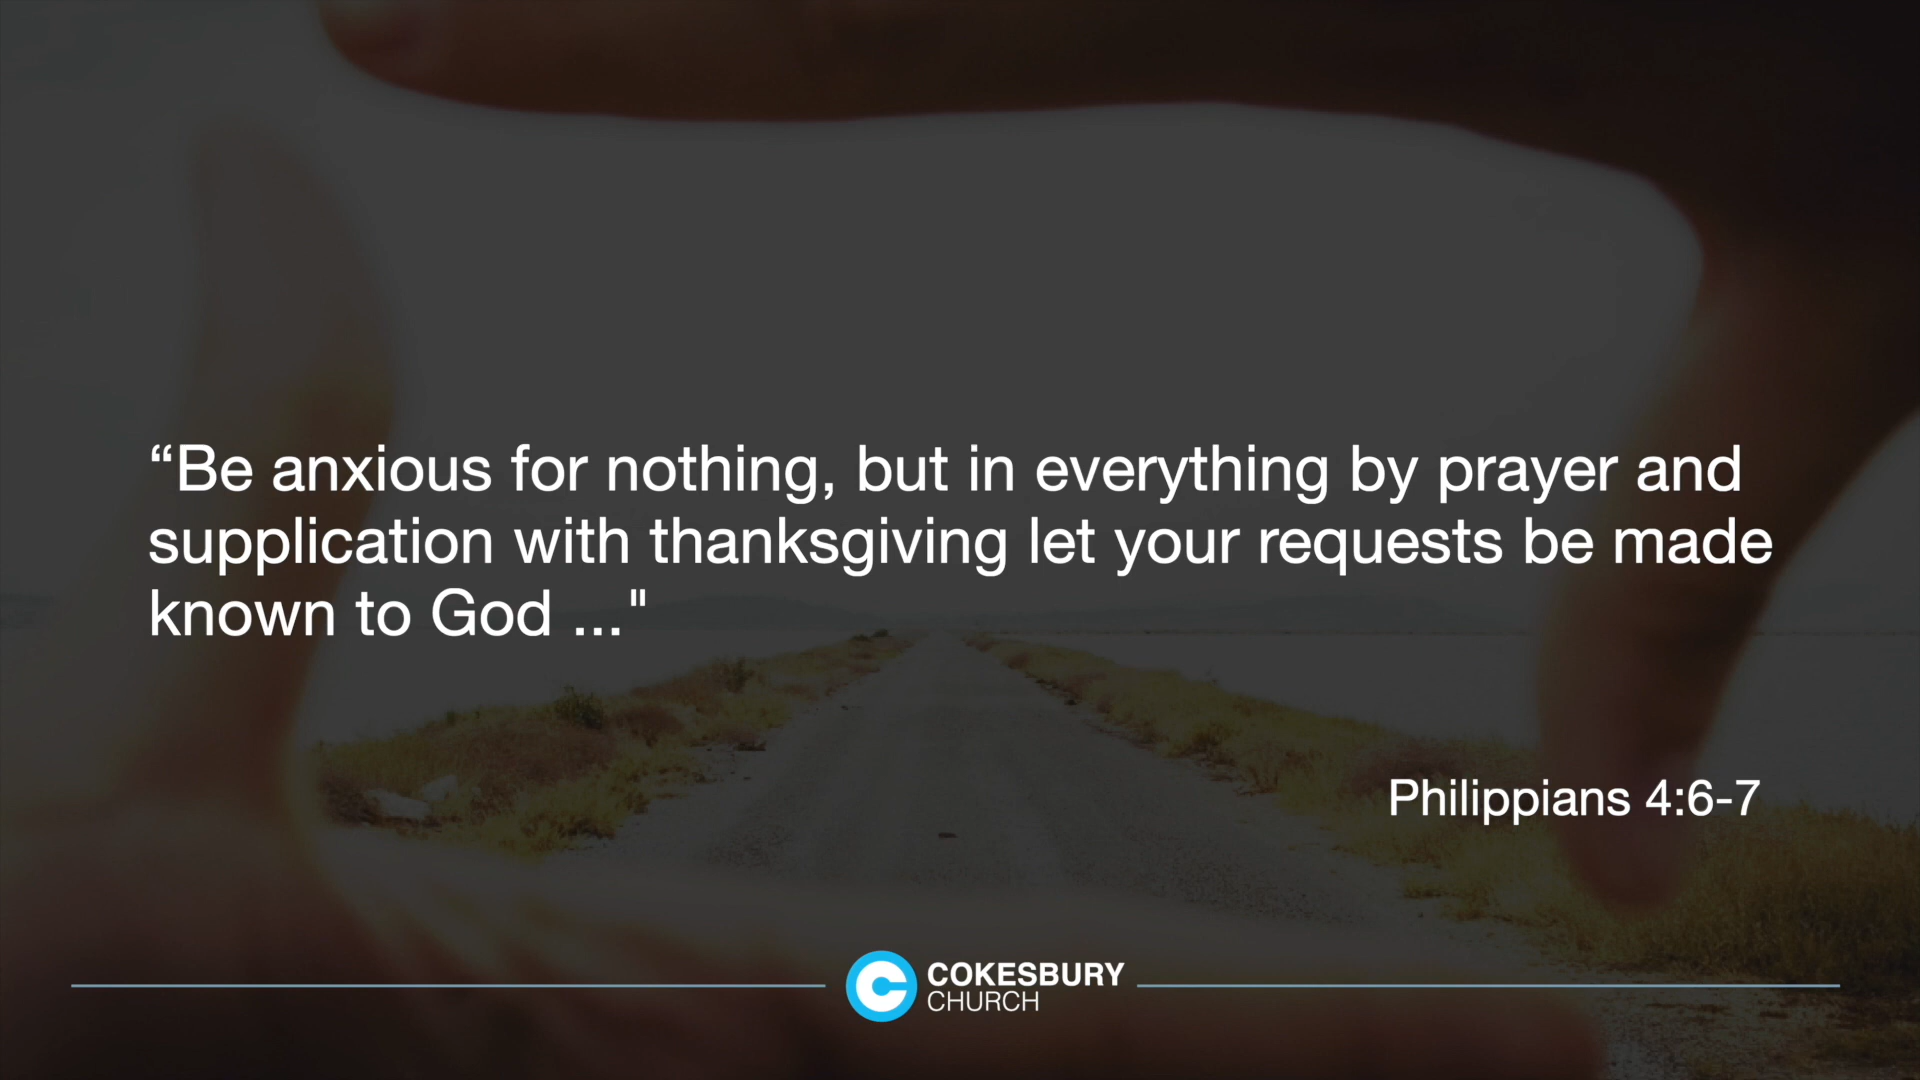 “Be anxious for nothing, but in everything by prayer and
supplication with thanksgiving let your requests be made
known to God ..."
Philippians 4:6-7
COKESBURY
CHURCH